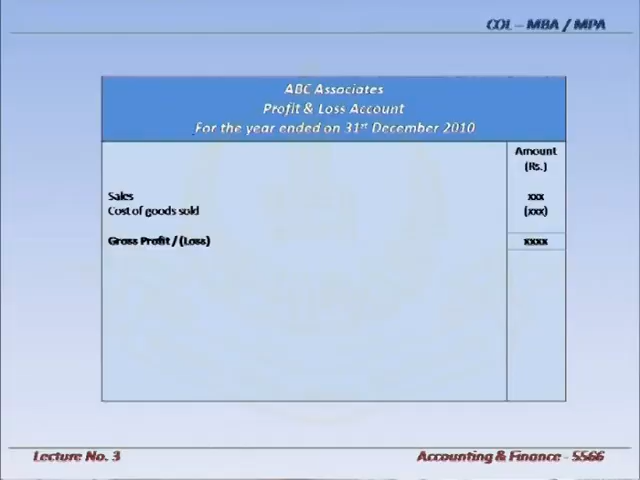 COL – MBA / MPA
ABC Associates
Profit & Loss Account
For the year ended on 31st December 2010
Amount
(Rs.)
Sales xxx
Cost of goods sold (xxx)
Gross Profit / (Loss) xxxx
Lecture No. 3 Accounting & Finance - 5566